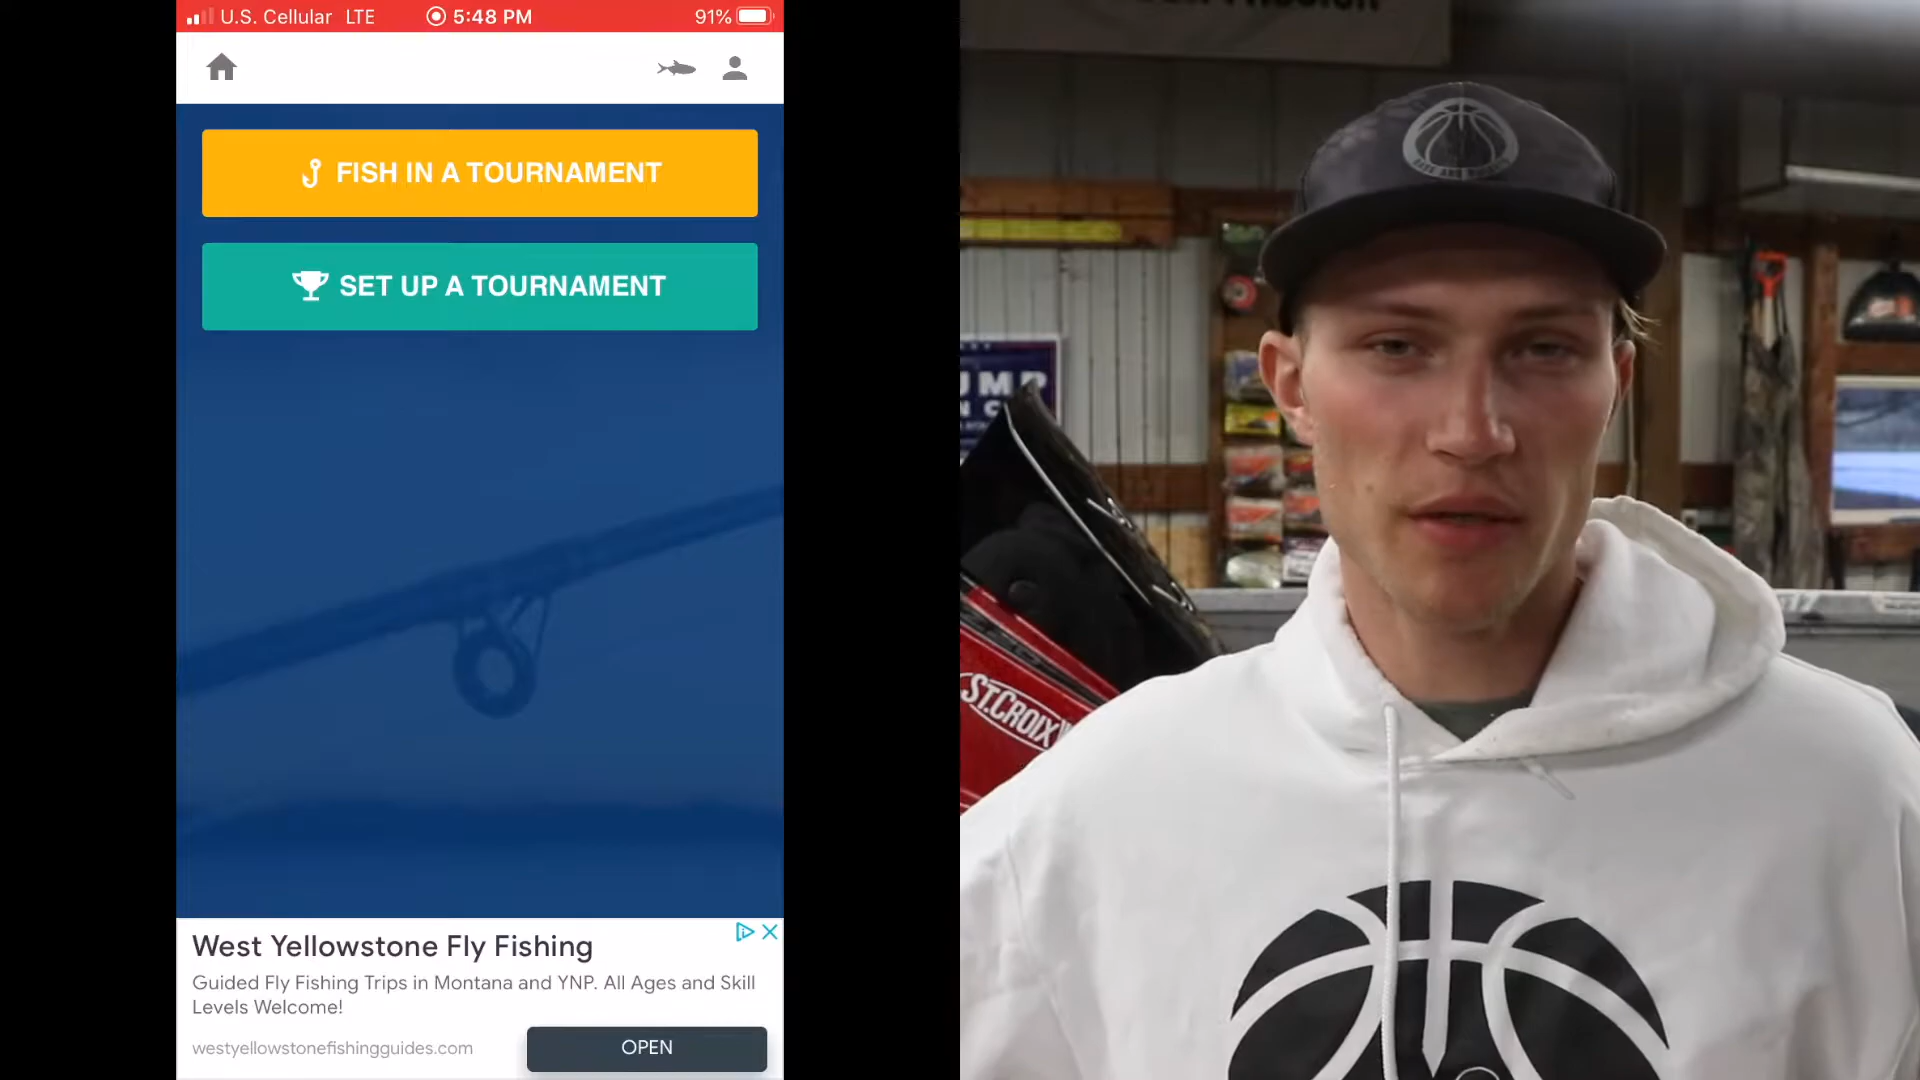 U.S. Cellular LTE 5:48 PM 91%
FISH IN A TOURNAMENT
SET UP A TOURNAMENT
West Yellowstone Fly Fishing
Guided Fly Fishing Trips in Montana and YNP. All Ages and Skill
Levels Welcome!
westyellowstonefishingguides.com
OPEN
UMP
ST.CROIX